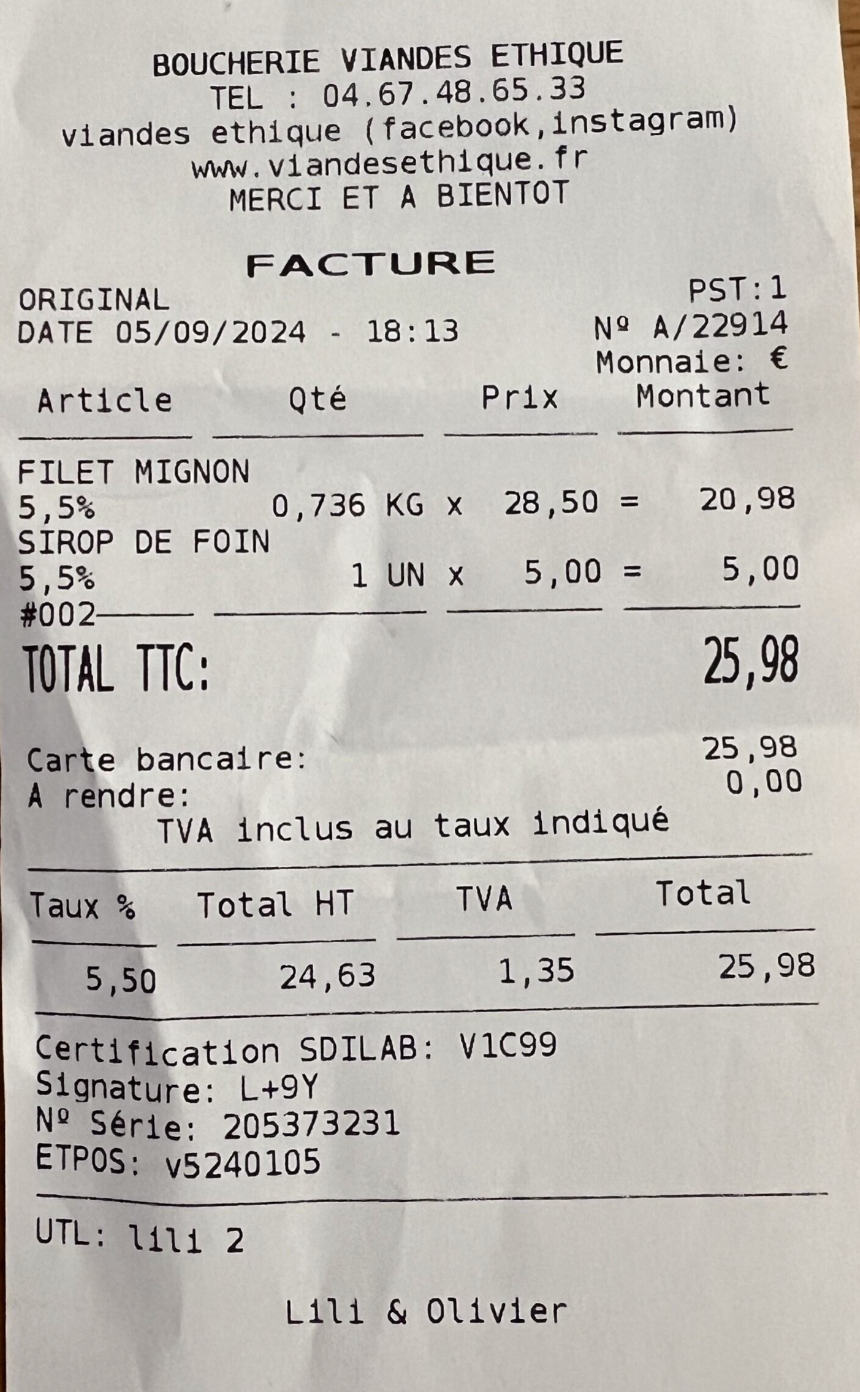 BOUCHERIE VIANDES ETHIQUE
TEL : 04.67.48.65.33
viandes ethique (facebook,instagram)
www.viandesethique.fr
MERCI ET A BIENTOT
FACTURE
ORIGINAL PST:1
DATE 05/09/2024 - 18:13 Nº A/22914
Monnaie: €
Article Qté Prix Montant
FILET MIGNON
5,5% 0,736 KG x 28,50 = 20,98
SIROP DE FOIN
5,5% 1 UN x 5,00 = 5,00
#002
TOTAL TTC: 25,98
Carte bancaire: 25,98
A rendre: 0,00
TVA inclus au taux indiqué
Taux % Total HT TVA Total
5,50 24,63 1,35 25,98
Certification SDILAB: V1C99
Signature: L+9Y
Nº Série: 205373231
ETPOS: v5240105
UTL: lili 2
Lili & Olivier